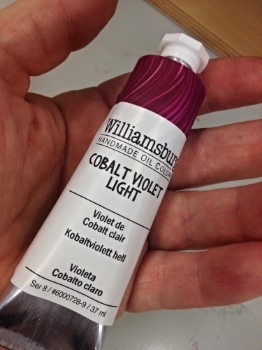 Williamsburg
HANDMADE OIL COLORS
COBALT VIOLET
LIGHT
Violet de
Cobalt clair
Kobaltviolett hell
Violeta
Cobalto claro
Ser 8 / #6000728-9 / 37 ml